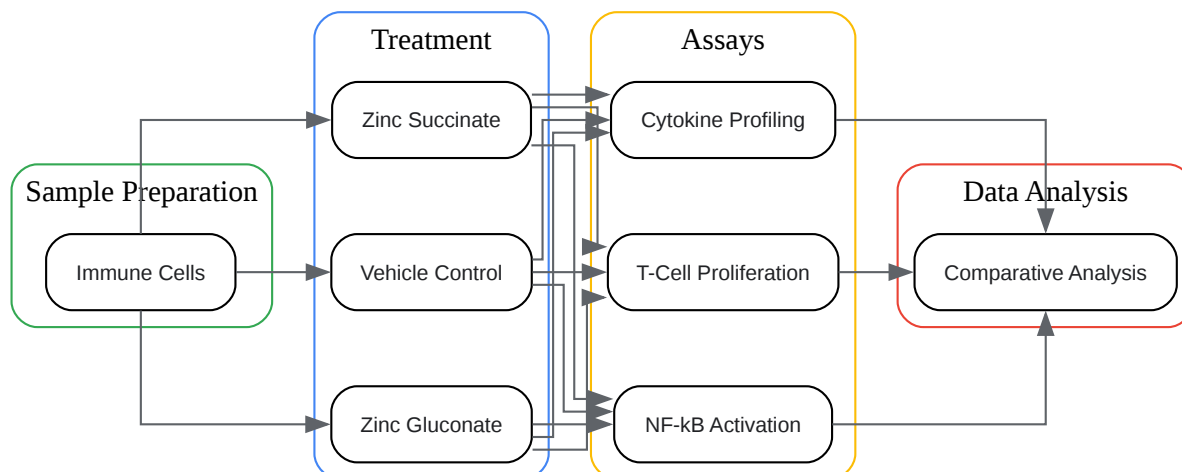 Treatment
Assays
Zinc Succinate
Cytokine Profiling
Sample Preparation
Data Analysis
Immune Cells
Vehicle Control
T-Cell Proliferation
Comparative Analysis
Zinc Gluconate
NF-kB Activation